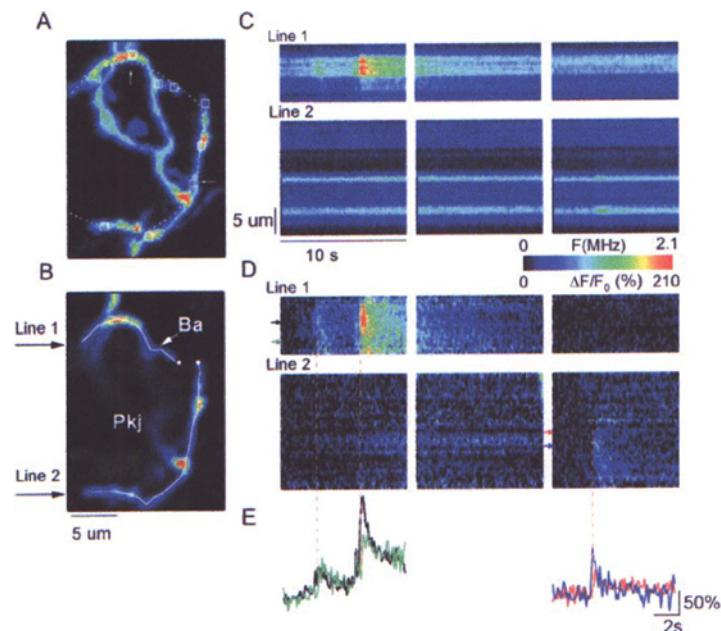 A
C
Line 1
Line 2
5 um
10 s
0 F(MHz) 2.1
0 ΔF/F₀ (%) 210
B
D
Line 1
Line 1
Ba
Line 2
Pkj
Line 2
5 um
E
50%
2s